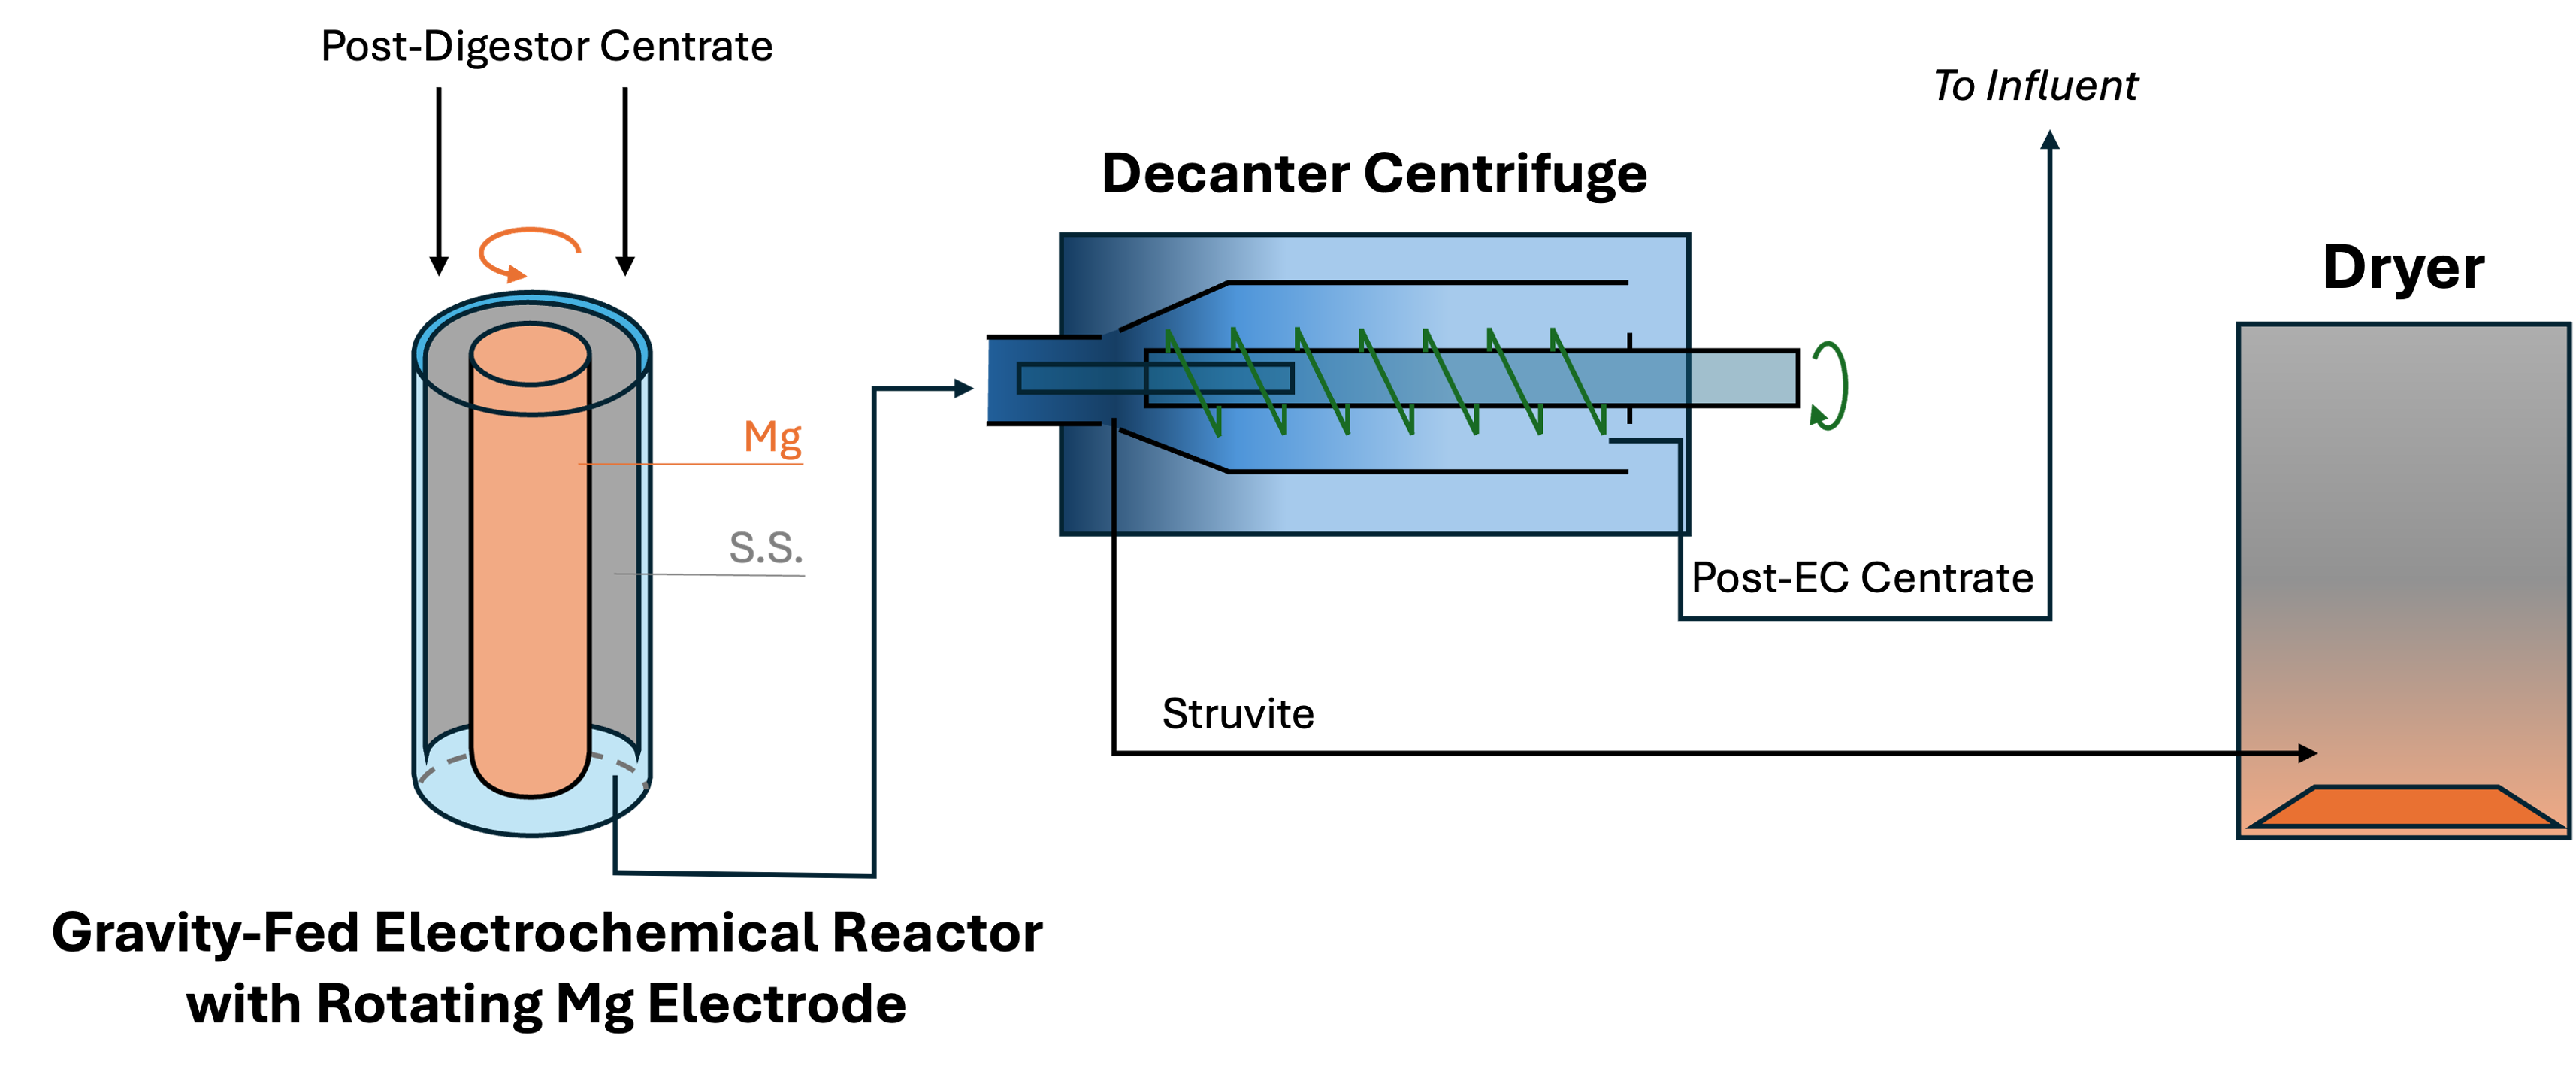 Post-Digestor Centrate
Mg
S.S.
Gravity-Fed Electrochemical Reactor
with Rotating Mg Electrode
Decanter Centrifuge
Struvite
Post-EC Centrate
To Influent
Dryer